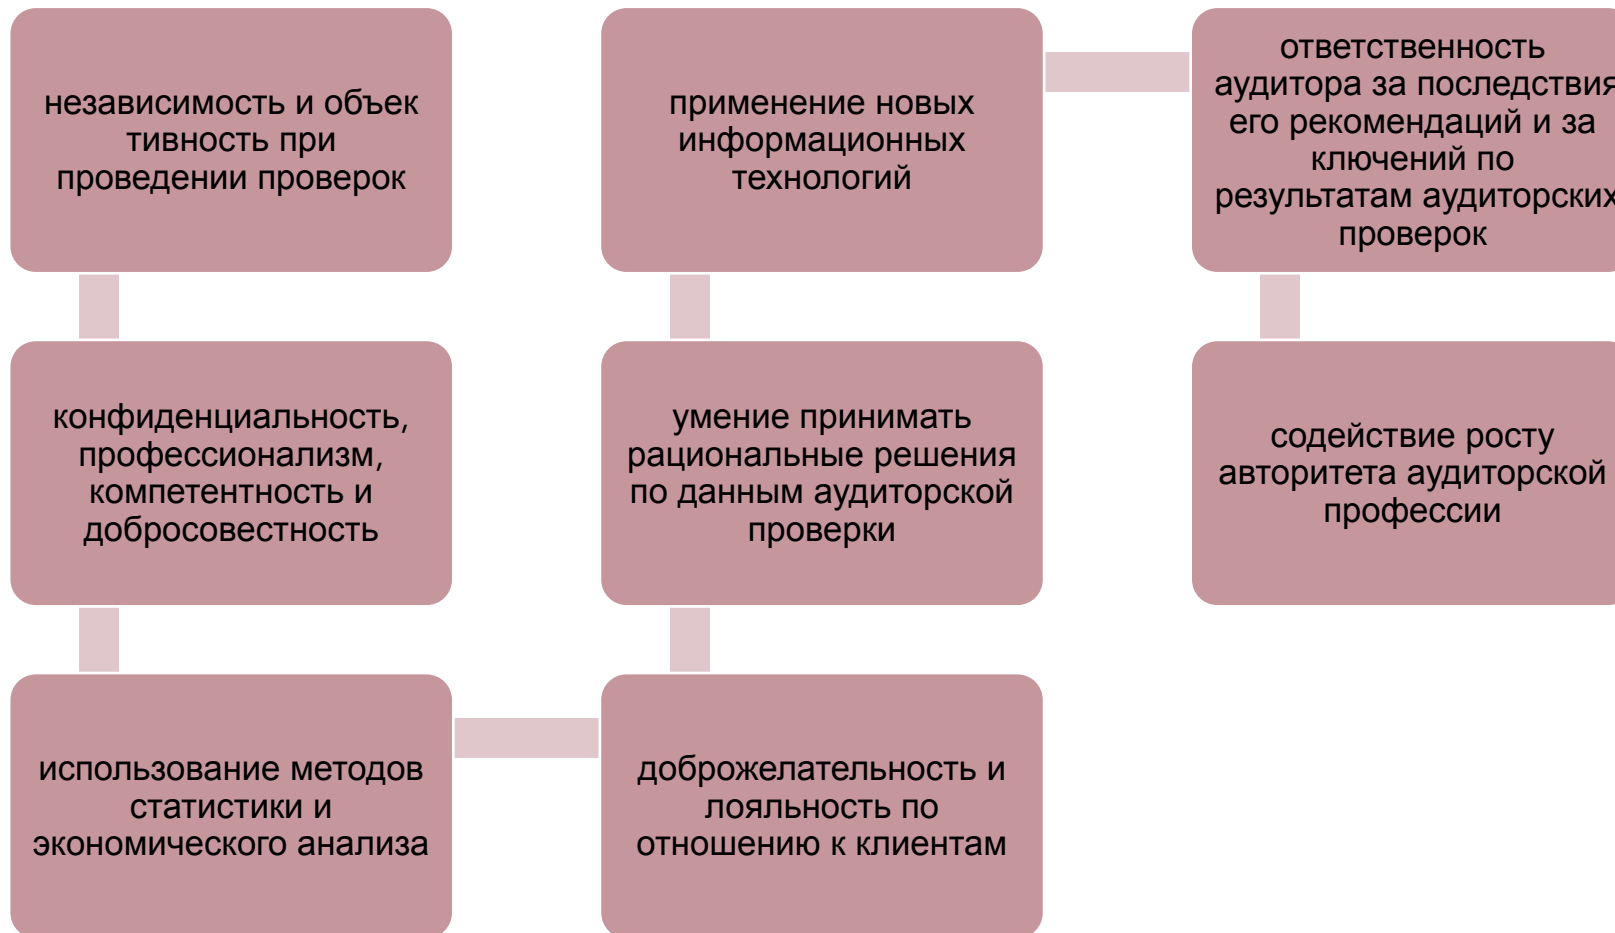 независимость и объек
тивность при
проведении проверок
конфиденциальность,
профессионализм,
компетентность и
добросовестность
использование методов
статистики и
экономического анализа
доброжелательность и
лояльность по
отношению к клиентам
умение принимать
рациональные решения
по данным аудиторской
проверки
применение новых
информационных
технологий
ответственность
аудитора за последствия
его рекомендаций и за
ключений по
результатам аудиторских
проверок
содействие росту
авторитета аудиторской
профессии